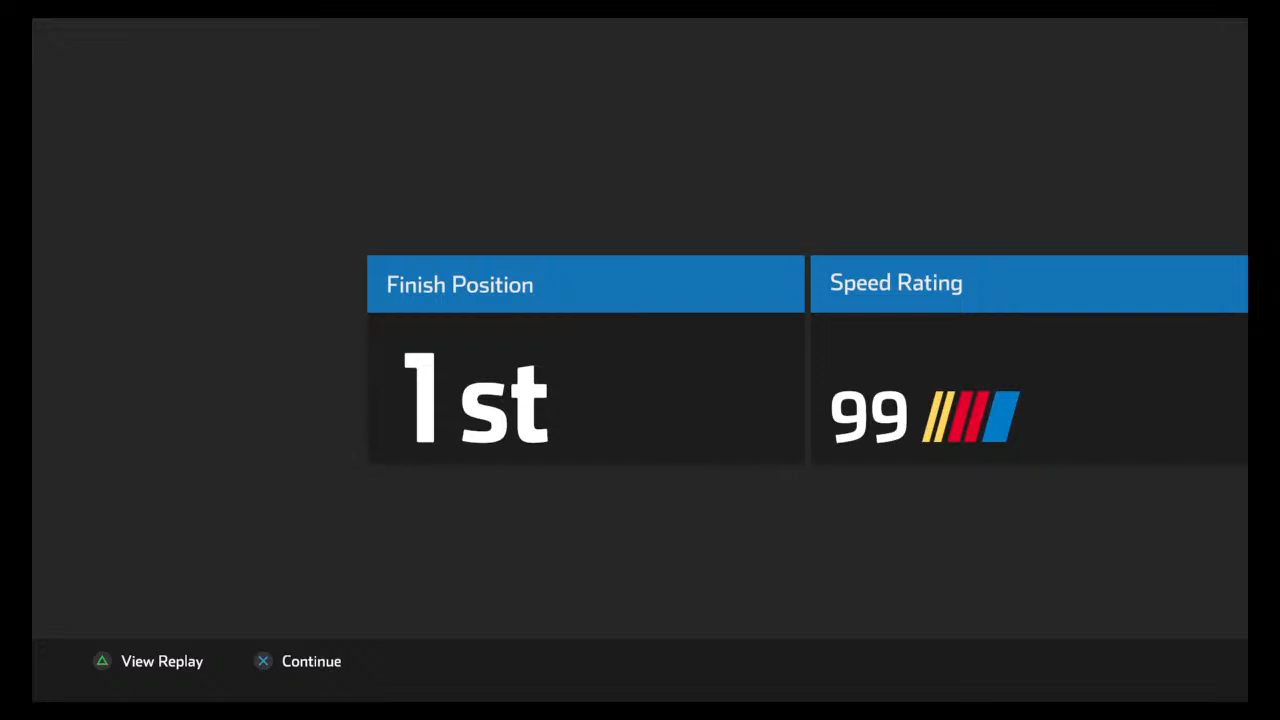 Finish Position
1st
Speed Rating
99
View Replay
Continue